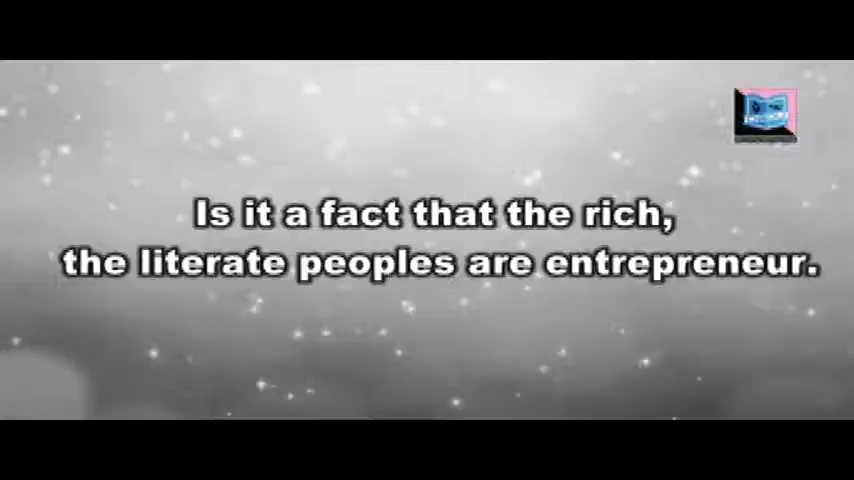 Is it a fact that the rich,
the literate peoples are entrepreneur.